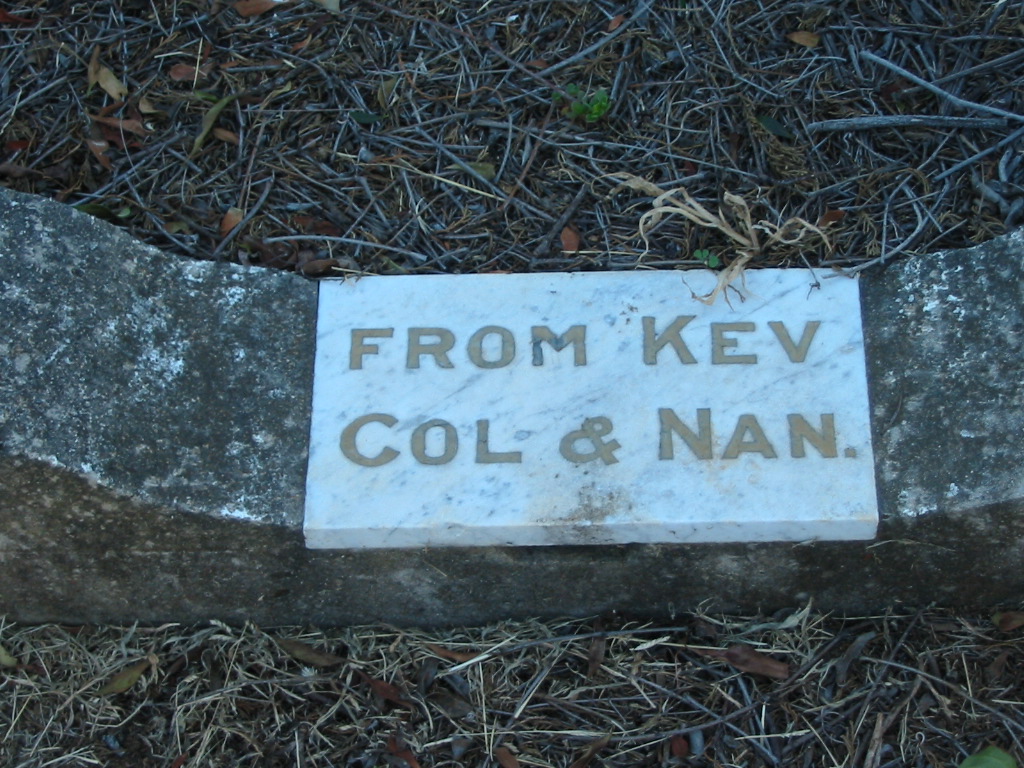 FROM KEV
COL & NAN.